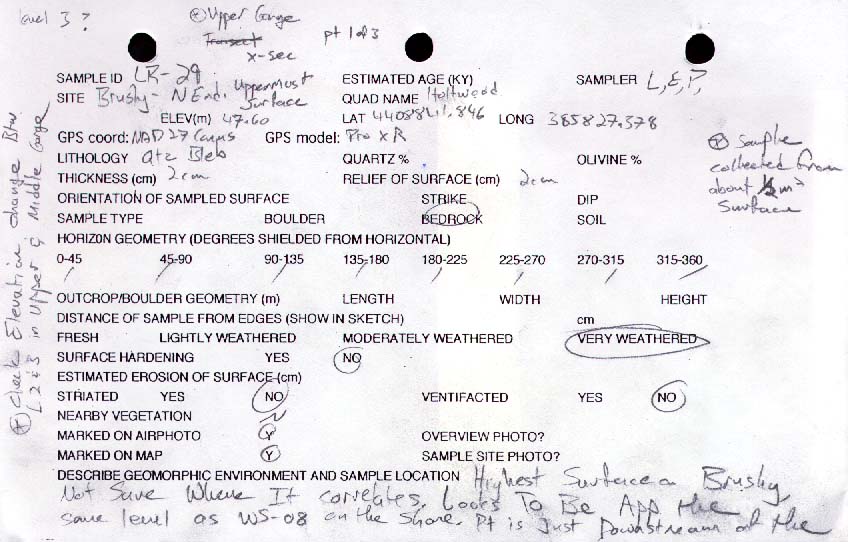 level 3?
⊛ Upper Gorge
Transect pt 1 of 3
x-sec
SAMPLE ID LR-29 ESTIMATED AGE (KY) SAMPLER L, E, P,
SITE Brushy - N End. Uppermost Surface QUAD NAME Holtwood
ELEV(m) 47.60 LAT 4408841.846 LONG 385827.378
GPS coord: NAD 27 Conus GPS model: Pro XR
LITHOLOGY Qtz Bleb QUARTZ % OLIVINE %
THICKNESS (cm) 2cm RELIEF OF SURFACE (cm) 2cm
ORIENTATION OF SAMPLED SURFACE STRIKE DIP
SAMPLE TYPE BOULDER BEDROCK SOIL
HORIZON GEOMETRY (DEGREES SHIELDED FROM HORIZONTAL)
0-45 45-90 90-135 135-180 180-225 225-270 270-315 315-360
OUTCROP/BOULDER GEOMETRY (m) LENGTH WIDTH HEIGHT
DISTANCE OF SAMPLE FROM EDGES (SHOW IN SKETCH) cm
FRESH LIGHTLY WEATHERED MODERATELY WEATHERED VERY WEATHERED
SURFACE HARDENING YES NO
ESTIMATED EROSION OF SURFACE (cm)
STRIATED YES NO VENTIFACTED YES NO
NEARBY VEGETATION N
MARKED ON AIRPHOTO Y OVERVIEW PHOTO?
MARKED ON MAP Y SAMPLE SITE PHOTO?
DESCRIBE GEOMORPHIC ENVIRONMENT AND SAMPLE LOCATION Highest Surface on Brushy,
Not Sure Where It correlates. Looks To Be App the
same level as WS-08 on the Shore. Pt is Just Downstream of the
⊛ Sample
collected from
about m²
Surface
⊛ Check Elevation change Btw
L2 & 3 in Upper & Middle Gorge